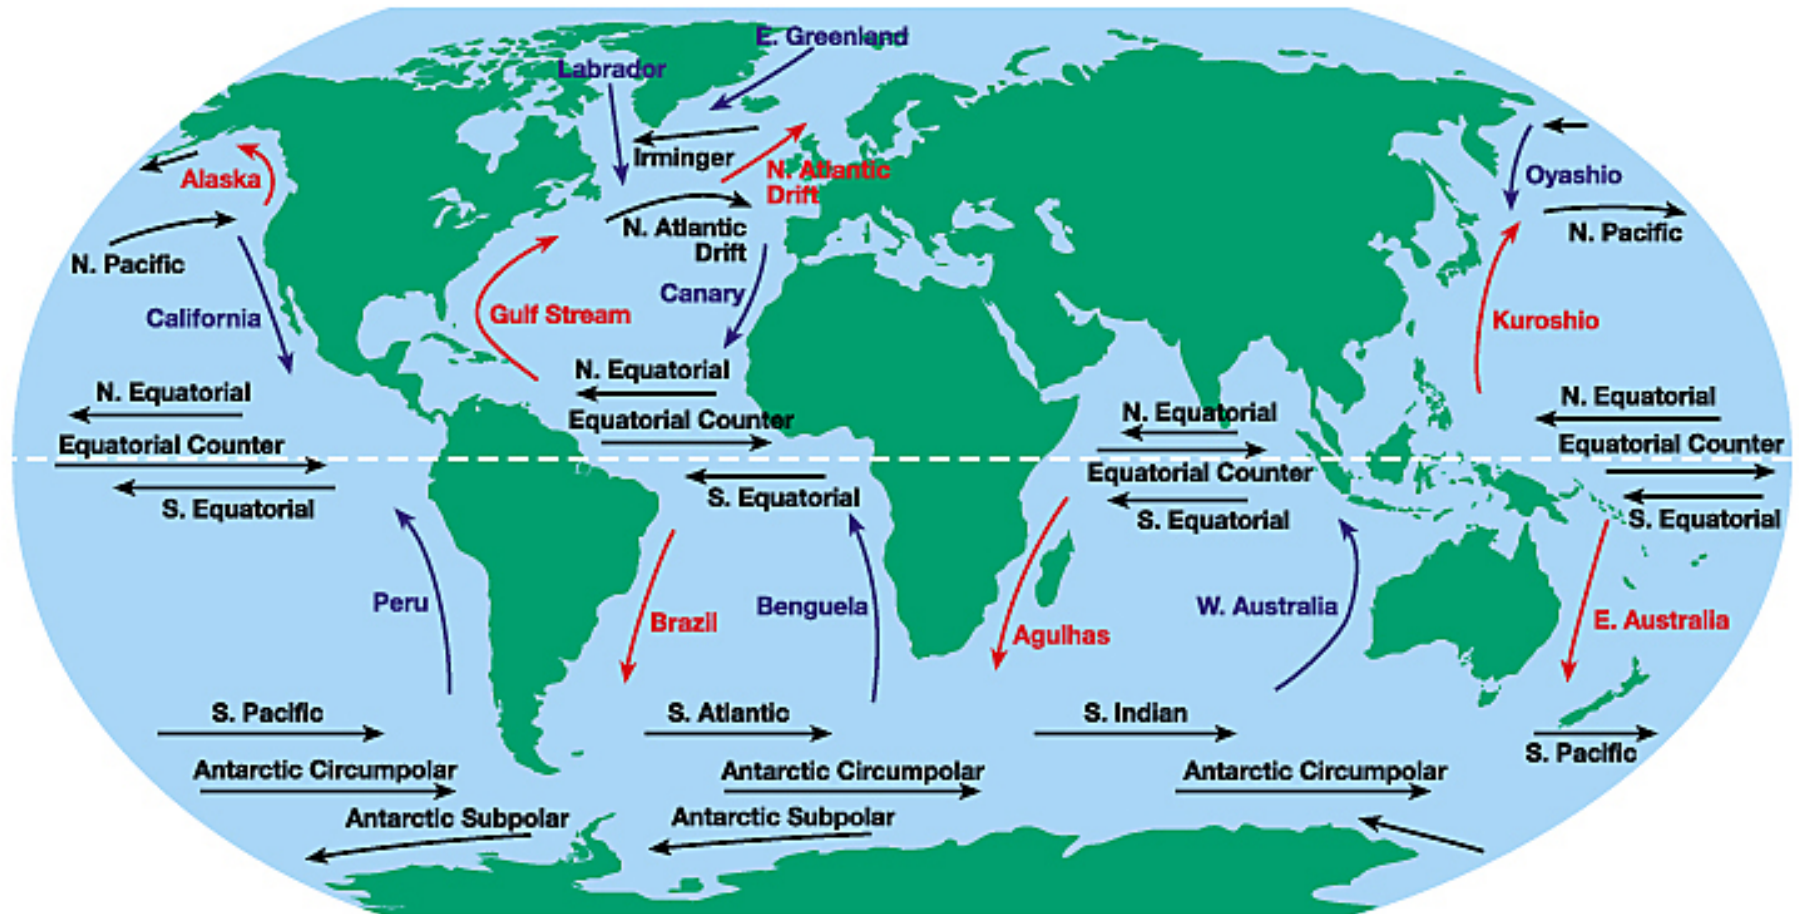 E. Greenland
Labrador
Irminger
N. Atlantic
Drift
Alaska
Oyashio
N. Atlantic
Drift
N. Pacific
N. Pacific
Canary
California
Gulf Stream
Kuroshio
N. Equatorial
N. Equatorial
N. Equatorial
N. Equatorial
Equatorial Counter
Equatorial Counter
Equatorial Counter
Equatorial Counter
S. Equatorial
S. Equatorial
S. Equatorial
S. Equatorial
Peru
Brazil
Benguela
Agulhas
W. Australia
E. Australia
S. Pacific
S. Atlantic
S. Indian
S. Pacific
Antarctic Circumpolar
Antarctic Circumpolar
Antarctic Circumpolar
Antarctic Subpolar
Antarctic Subpolar